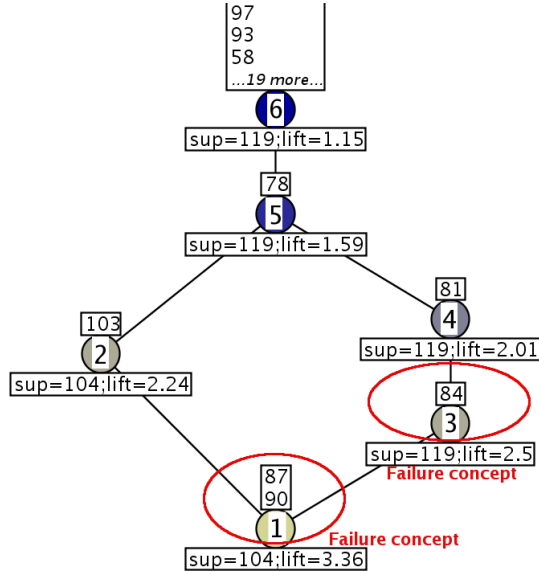 97
93
58
...19 more...
6
sup=119;lift=1.15
78
5
sup=119;lift=1.59
81
4
sup=119;lift=2.01
103
2
sup=104;lift=2.24
84
3
sup=119;lift=2.5
Failure concept
87
90
1
Failure concept
sup=104;lift=3.36